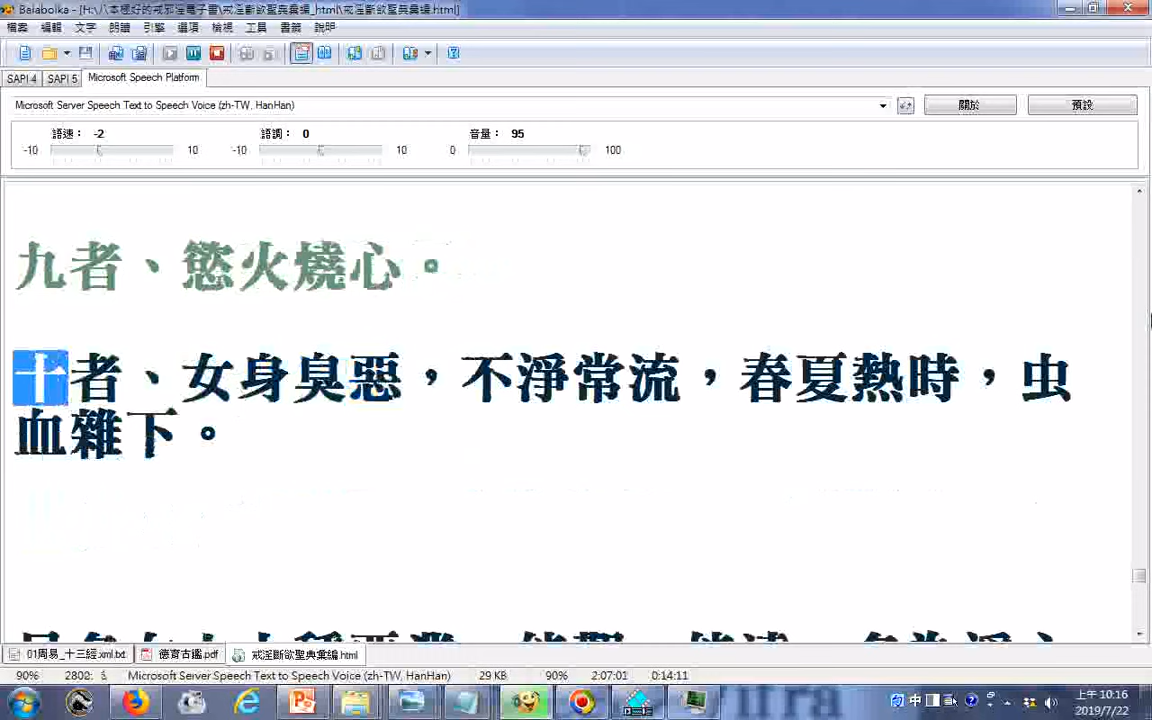 Balabolka - [H:\八本極好的戒邪淫電子書\戒淫斷欲聖典彙編_html\戒淫斷欲聖典彙編.html]
檔案 編輯 文字 朗讀 引擎 選項 檢視 工具 書籤 說明
SAPI 4 SAPI 5 Microsoft Speech Platform
Microsoft Server Speech Text to Speech Voice (zh-TW, HanHan) 關於 預設
語速： -2 語調： 0 音量： 95
-10 10 -10 10 0 100
九者、慾火燒心。
十者、女身臭惡，不淨常流，春夏熱時，虫
血雜下。
01周易_十三經.xml.txt 德育古鑑.pdf 戒淫斷欲聖典彙編.html
90% 2802: Microsoft Server Speech Text to Speech Voice (zh-TW, HanHan) 29 KB 90% 2:07:01 0:14:11
中 上午 10:16
2019/7/22